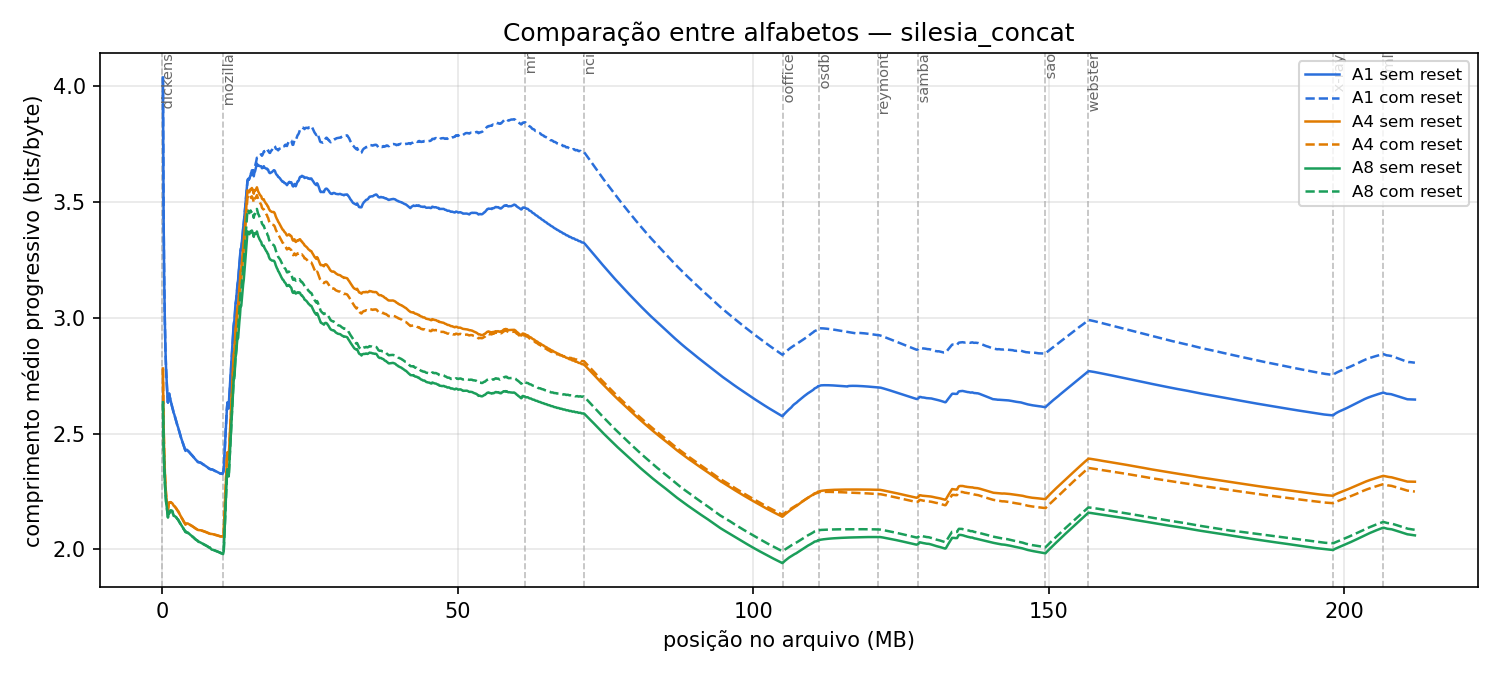 Comparação entre alfabetos — silesia_concat
comprimento médio progressivo (bits/byte)
4.0
3.5
3.0
2.5
2.0
dickens
mozilla
mr
nci
ooffice
osdb
reymont
samba
sao
webster
A1 sem reset
A1 com reset
A4 sem reset
A4 com reset
A8 sem reset
A8 com reset
0
50
100
150
200
posição no arquivo (MB)